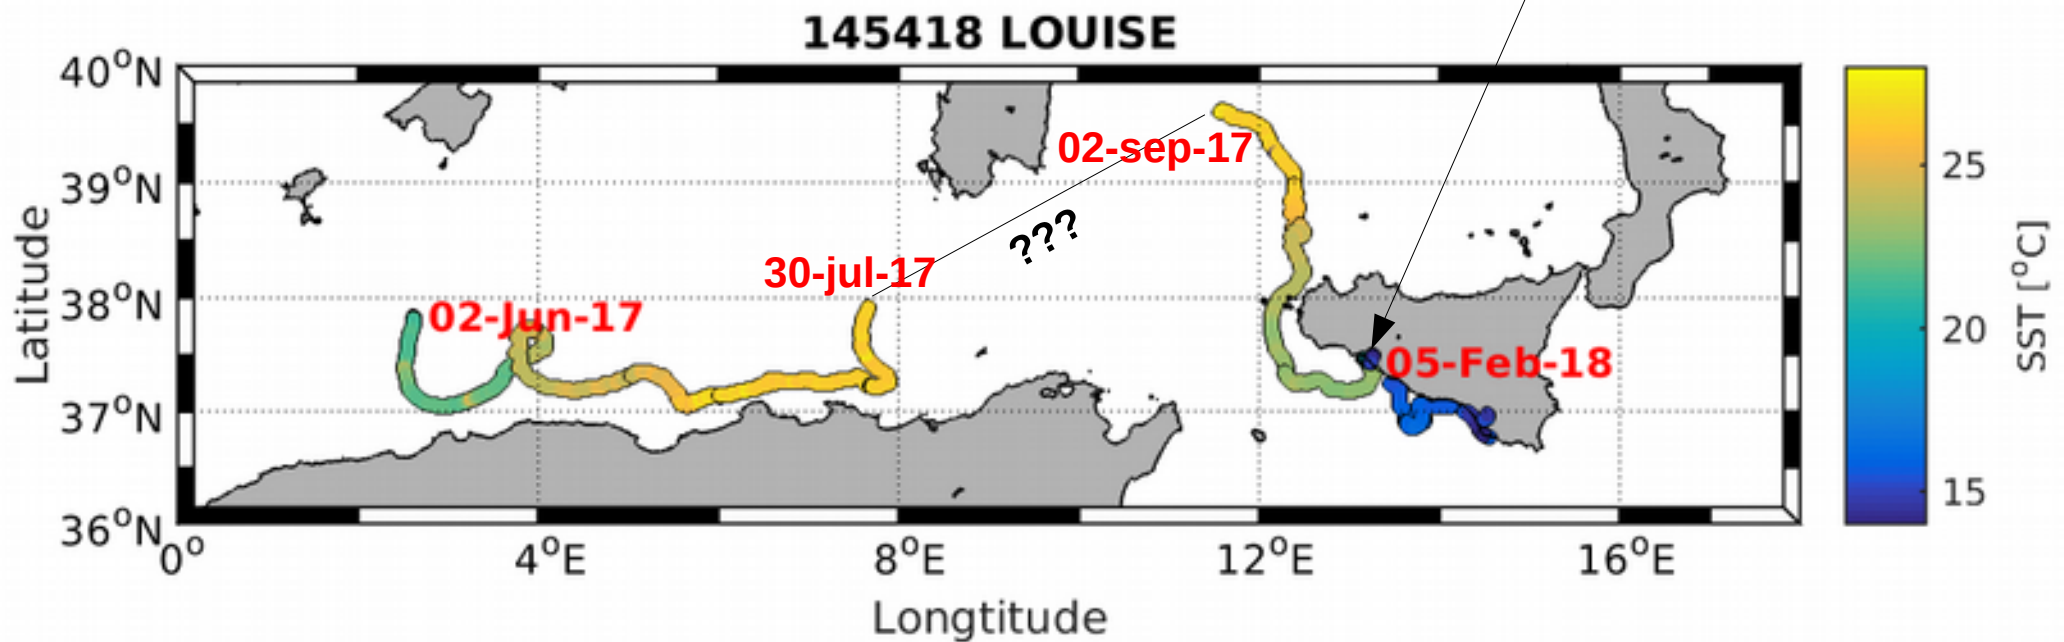 145418 LOUISE
40°N
39°N
38°N
37°N
36°N
Latitude
0°
4°E
8°E
12°E
16°E
Longtitude
02-Jun-17
30-jul-17
???
02-sep-17
05-Feb-18
25
20
15
SST [°C]